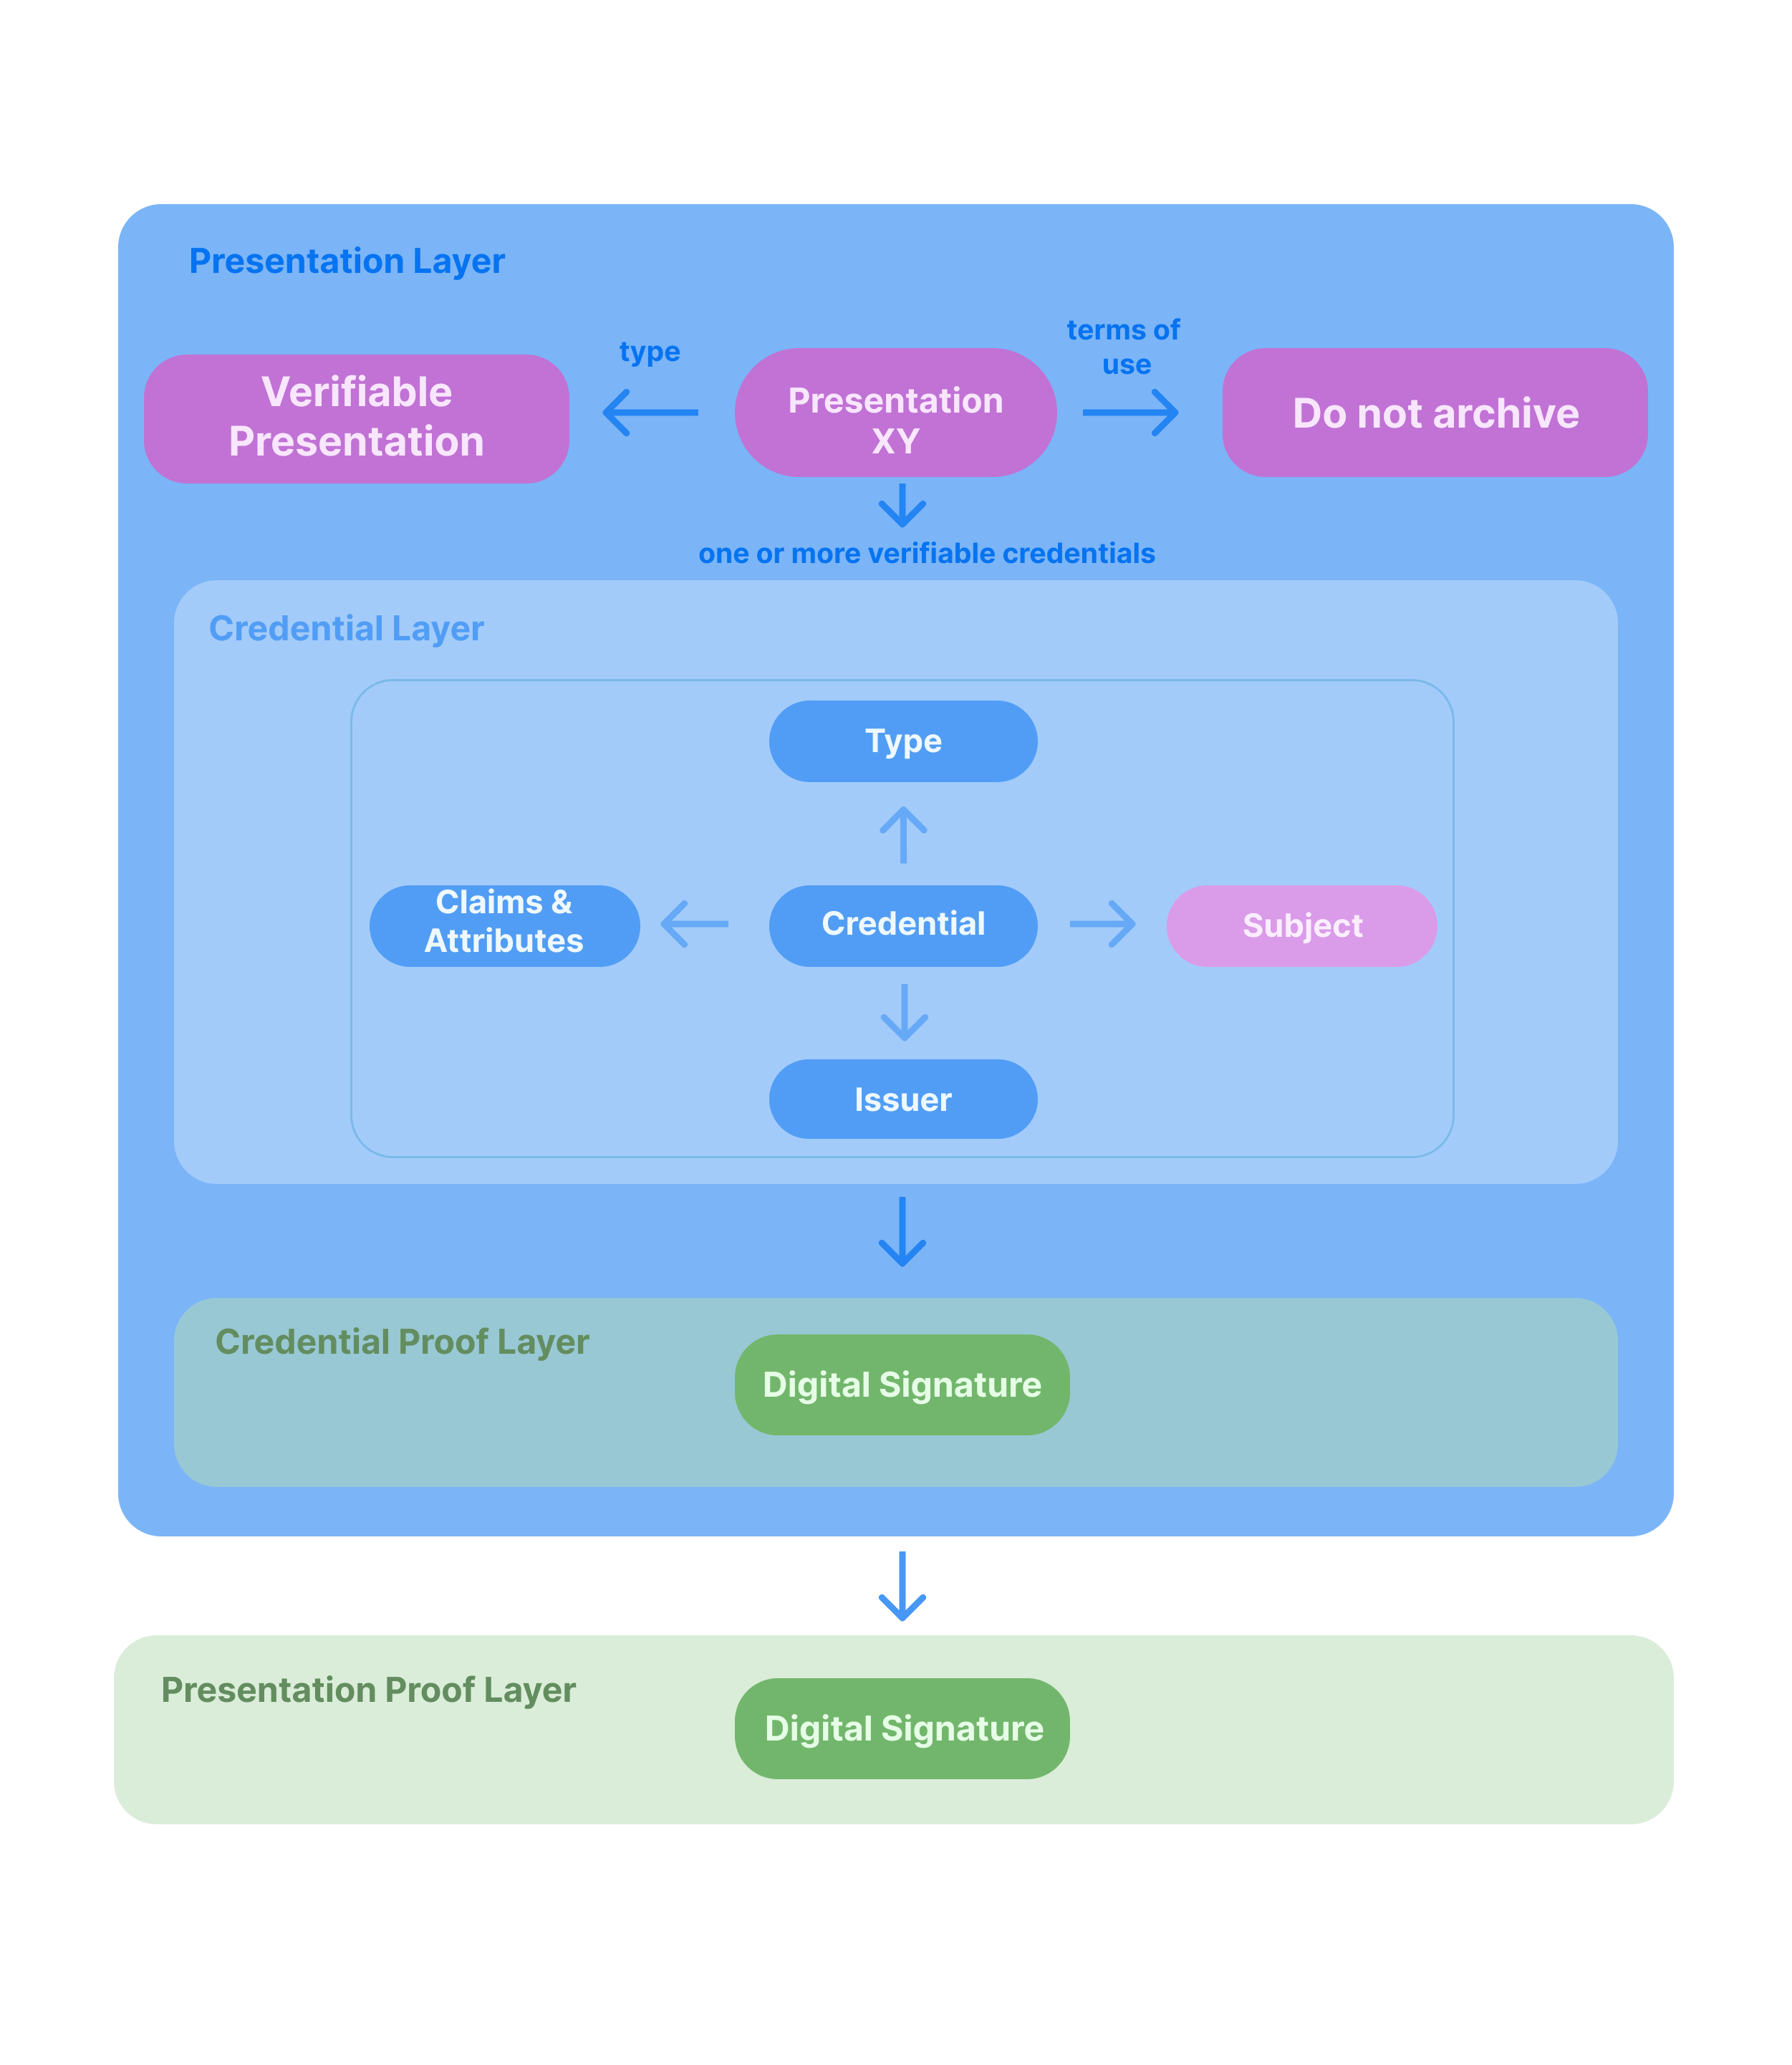 Presentation Layer
type
terms of
use
Verifiable
Presentation
Presentation
XY
Do not archive
one or more verifiable credentials
Credential Layer
Type
Claims &
Attributes
Credential
Subject
Issuer
Credential Proof Layer
Digital Signature
Presentation Proof Layer
Digital Signature